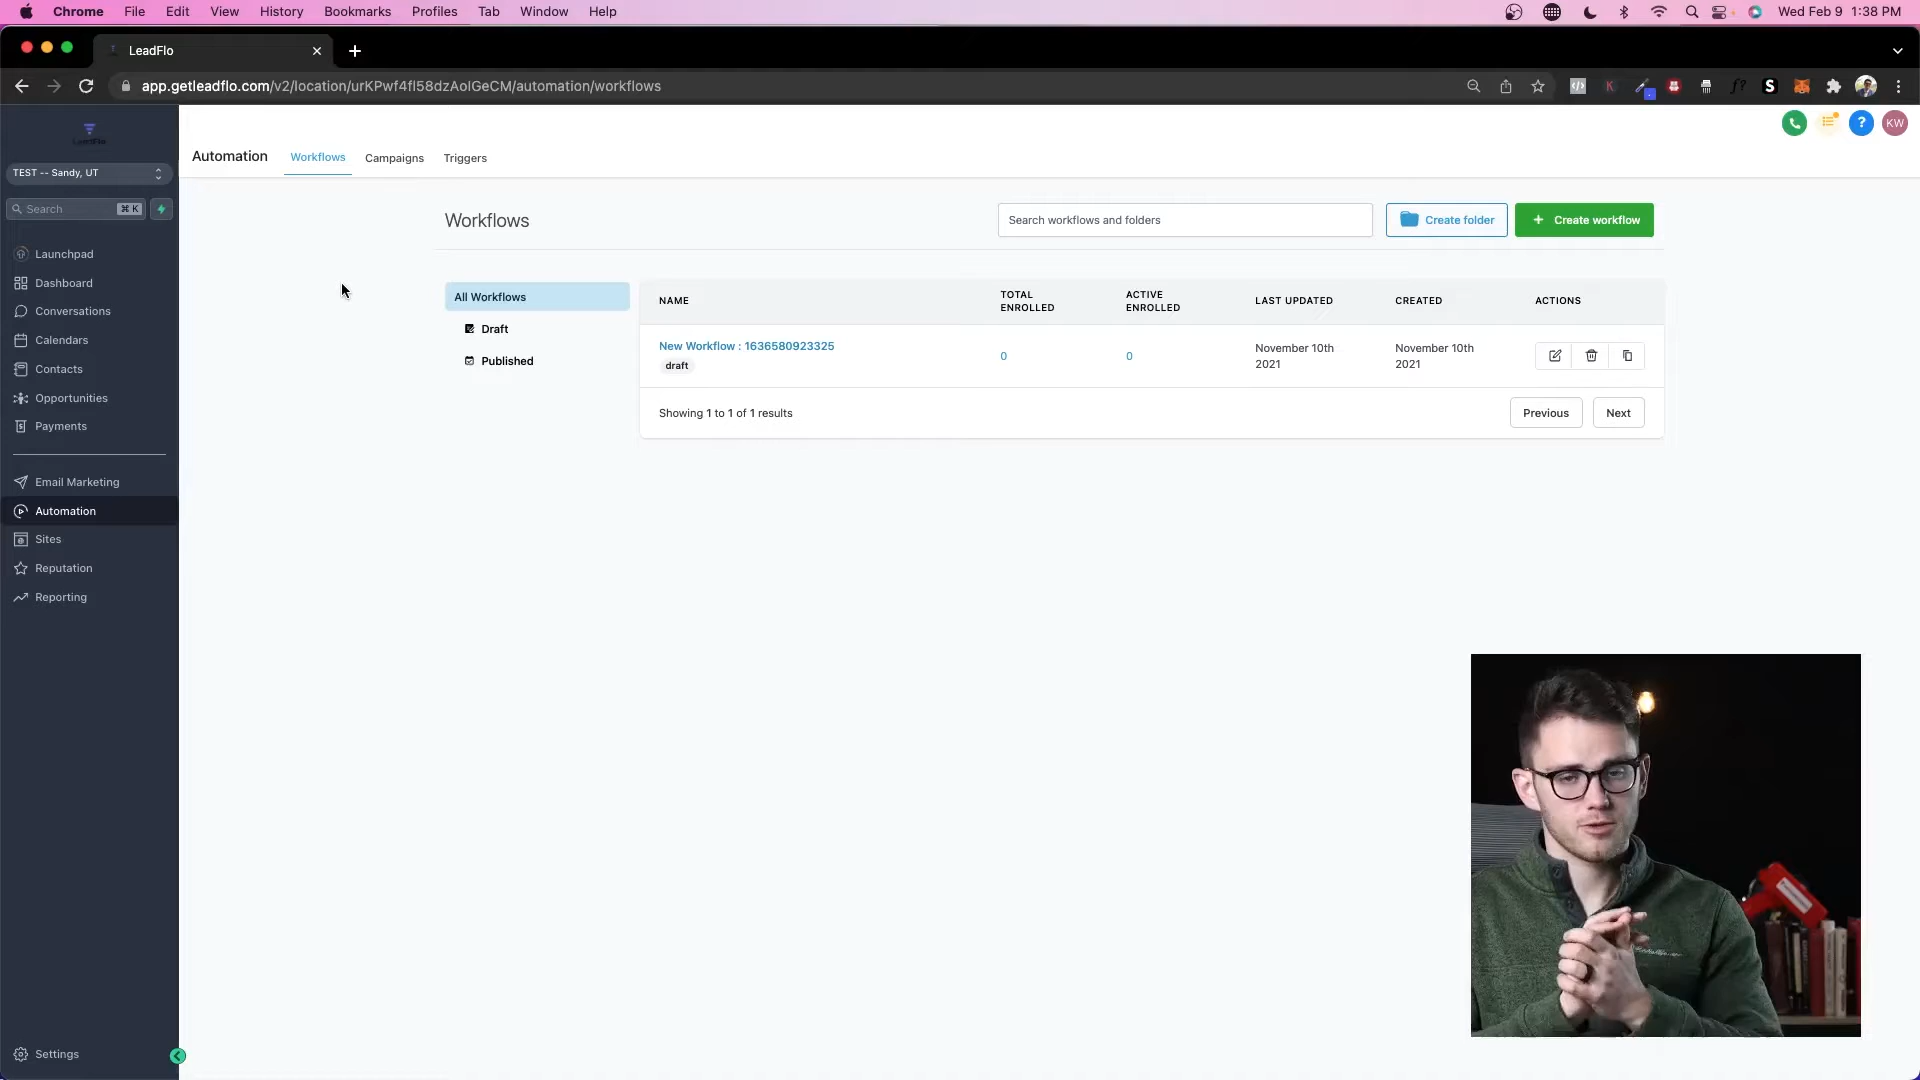 Chrome File Edit View History Bookmarks Profiles Tab Window Help Wed Feb 9 1:38 PM
LeadFlo
app.getleadflo.com/v2/location/urKPwf4fl58dzAolGeCM/automation/workflows
LeadFlo
KW
Automation Workflows Campaigns Triggers
TEST -- Sandy, UT
Search ⌘ K
Launchpad
Dashboard
Conversations
Calendars
Contacts
Opportunities
Payments
Email Marketing
Automation
Sites
Reputation
Reporting
Settings
Workflows
Search workflows and folders
Create folder
+ Create workflow
All Workflows
Draft
Published
NAME
TOTAL ENROLLED
ACTIVE ENROLLED
LAST UPDATED
CREATED
ACTIONS
New Workflow : 1636580923325
draft
0
0
November 10th 2021
November 10th 2021
Showing 1 to 1 of 1 results
Previous
Next